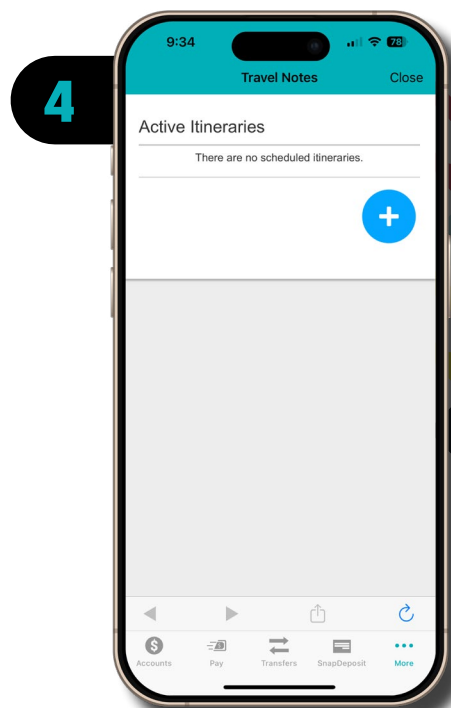 4
9:34
78
Travel Notes
Close
Active Itineraries
There are no scheduled itineraries.
+
Accounts
Pay
Transfers
SnapDeposit
More